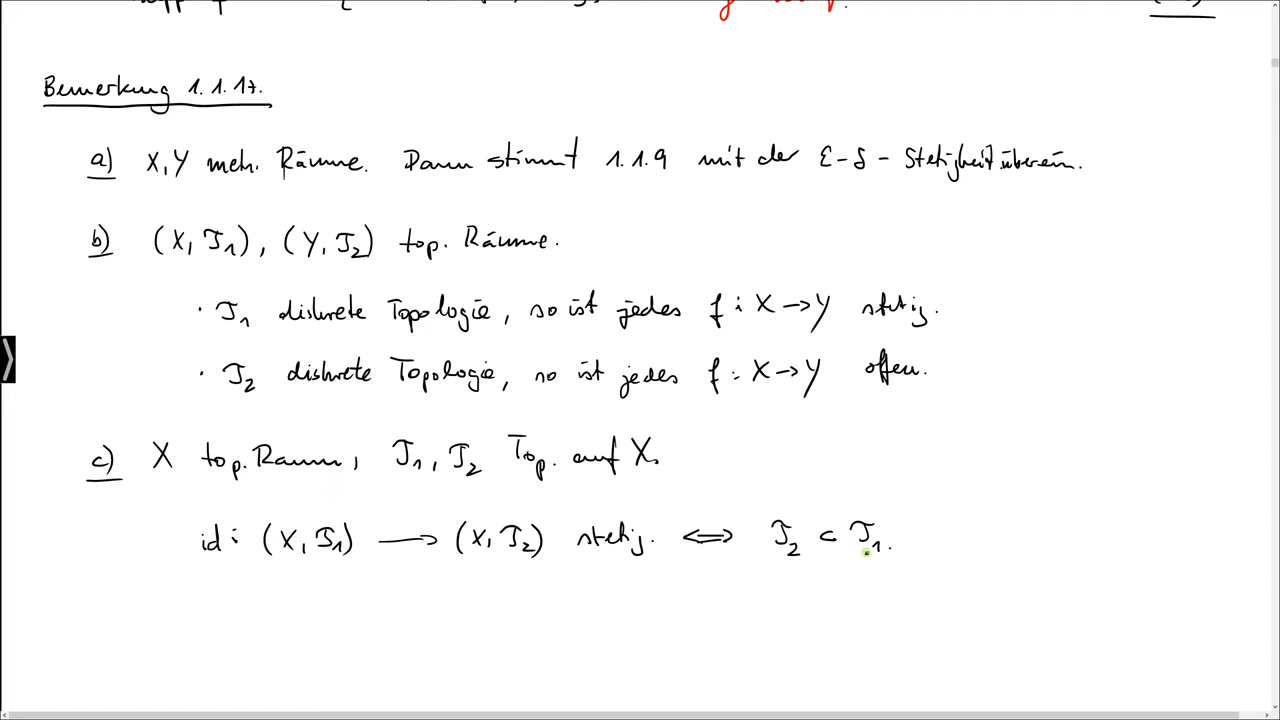 Bemerkung 1.1.17.
a) X, Y metr. Räume. Dann stimmt 1.1.9 mit der ε-δ-Stetigkeit überein.
b) (X, 𝒯₁), (Y, 𝒯₂) top. Räume.
· 𝒯₁ diskrete Topologie, so ist jedes f : X → Y stetig.
· 𝒯₂ diskrete Topologie, so ist jedes f : X → Y offen.
c) X top. Raum, 𝒯₁, 𝒯₂ Top. auf X.
id : (X, 𝒯₁) ⟶ (X, 𝒯₂) stetig. ⟺ 𝒯₂ ⊂ 𝒯₁.